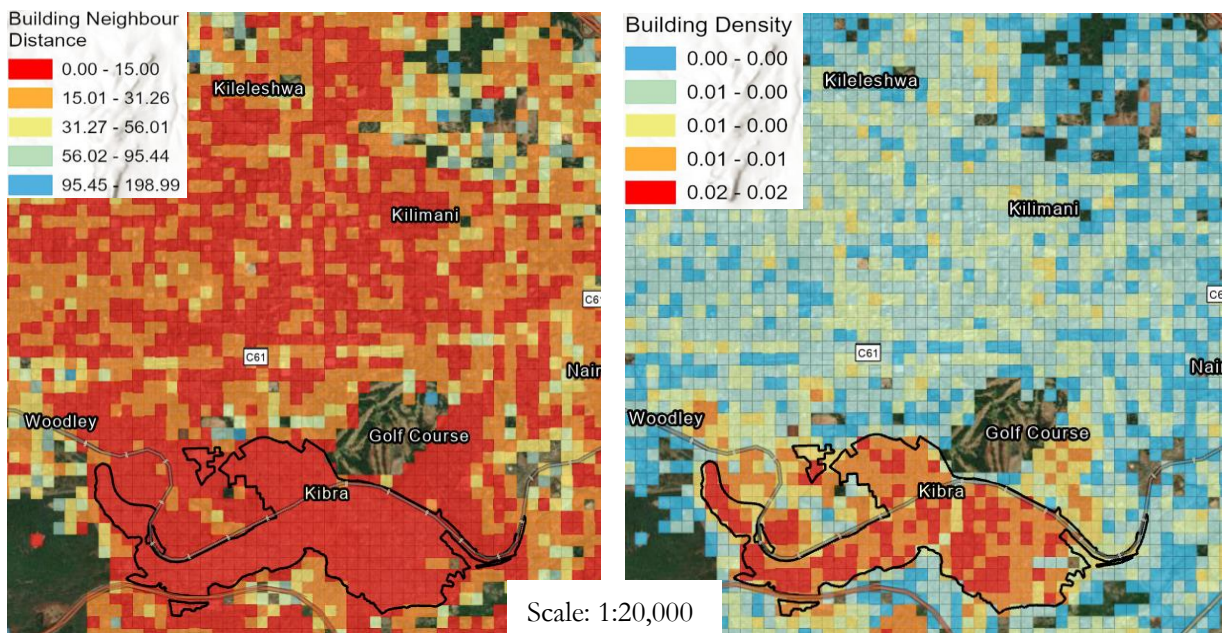 Building Neighbour
Distance
0.00 - 15.00
15.01 - 31.26
31.27 - 56.01
56.02 - 95.44
95.45 - 198.99
Kileleshwa
Kilimani
C61
C61
Nair
Woodley
Golf Course
Kibra
Building Density
0.00 - 0.00
0.01 - 0.00
0.01 - 0.00
0.01 - 0.01
0.02 - 0.02
Kileleshwa
Kilimani
C6
C61
Nair
Woodley
Golf Course
Kibra
Scale: 1:20,000